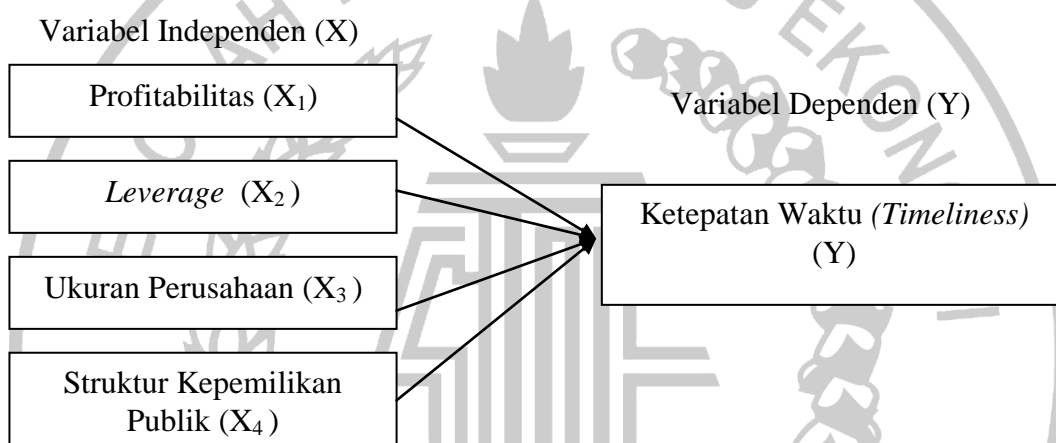 Variabel Independen (X)
Profitabilitas (X₁)
Variabel Dependen (Y)
Leverage (X₂)
Ketepatan Waktu (Timeliness)
(Y)
Ukuran Perusahaan (X₃)
Struktur Kepemilikan
Publik (X₄)